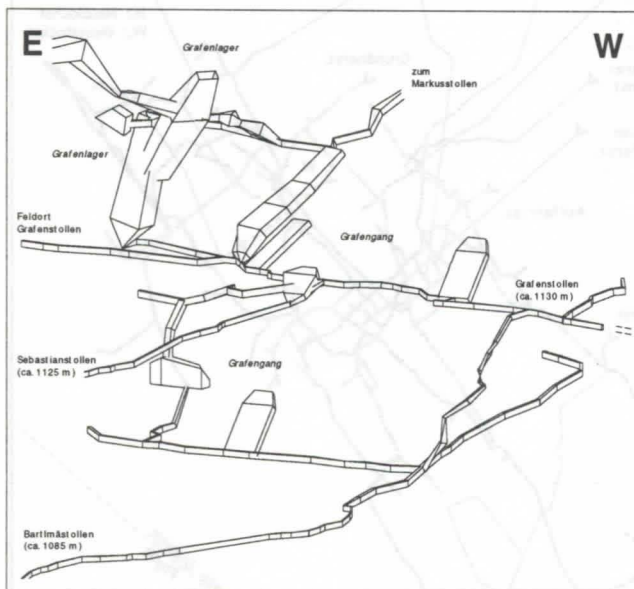 E
W
Grafenlager
zum
Markusstollen
Grafenlager
Feldort
Grafenstollen
Grafengang
Grafenstollen
(ca. 1130 m)
Sebastianstollen
(ca. 1125 m)
Grafengang
Bartlmästollen
(ca. 1085 m)